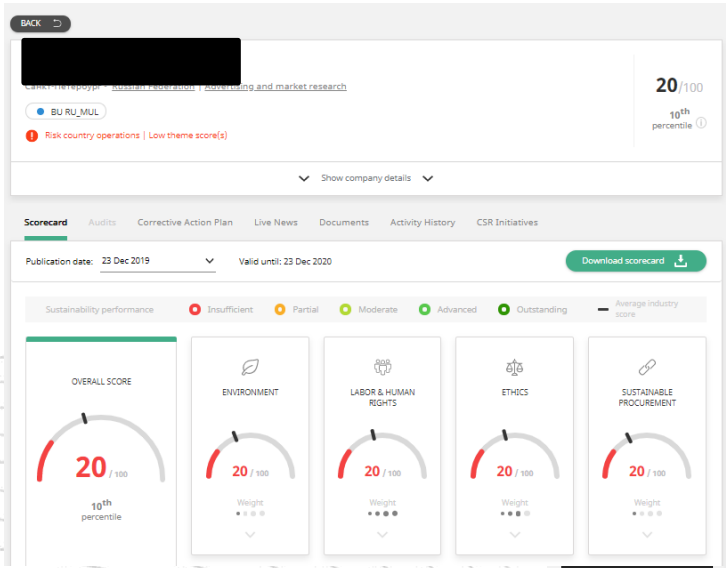 BACK
20/100
Санкт-Петербург * Russian Federation | Advertising and market research
10th
percentile
BU RU_MUL
Risk country operations | Low theme score(s)
Show company details
Scorecard Audits Corrective Action Plan Live News Documents Activity History CSR Initiatives
Publication date: 23 Dec 2019 Valid until: 23 Dec 2020 Download scorecard
Sustainability performance Insufficient Partial Moderate Advanced Outstanding Average industry
score
OVERALL SCORE
20 / 100
10th
percentile
ENVIRONMENT
20 / 100
Weight
LABOR & HUMAN
RIGHTS
20 / 100
Weight
ETHICS
20 / 100
Weight
SUSTAINABLE
PROCUREMENT
20 / 100
Weight